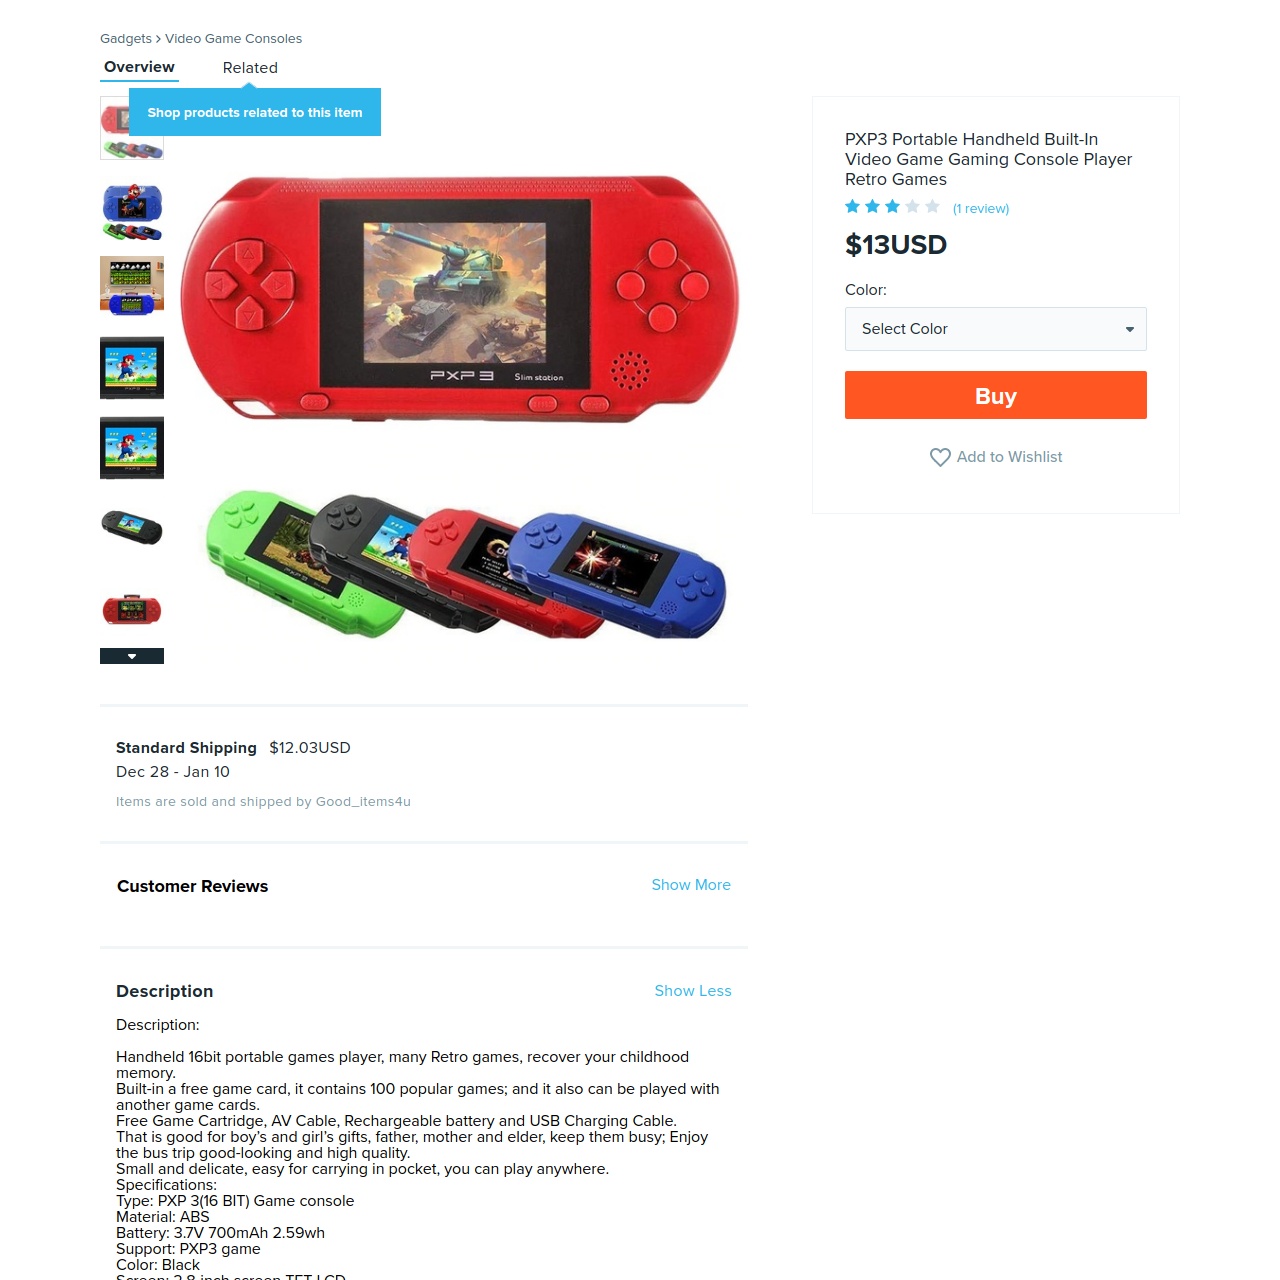 Gadgets › Video Game Consoles
Overview
Related
Shop products related to this item
PXP3 Slim station
PXP3 Portable Handheld Built-In
Video Game Gaming Console Player
Retro Games
(1 review)
$13USD
Color:
Select Color
Buy
Add to Wishlist
Standard Shipping $12.03USD
Dec 28 - Jan 10
Items are sold and shipped by Good_items4u
Customer Reviews
Show More
Description
Show Less
Description:
Handheld 16bit portable games player, many Retro games, recover your childhood
memory.
Built-in a free game card, it contains 100 popular games; and it also can be played with
another game cards.
Free Game Cartridge, AV Cable, Rechargeable battery and USB Charging Cable.
That is good for boy’s and girl’s gifts, father, mother and elder, keep them busy; Enjoy
the bus trip good-looking and high quality.
Small and delicate, easy for carrying in pocket, you can play anywhere.
Specifications:
Type: PXP 3(16 BIT) Game console
Material: ABS
Battery: 3.7V 700mAh 2.59wh
Support: PXP3 game
Color: Black
Screen: 2.8 inch screen TFT LCD